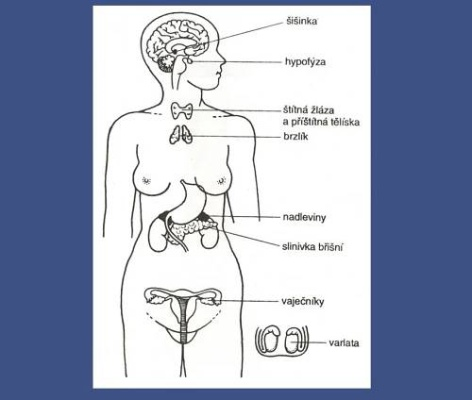 šišinka
hypofýza
štítná žláza
a příštítná tělíska
brzlík
nadledviny
slinivka břišní
vaječníky
varlata